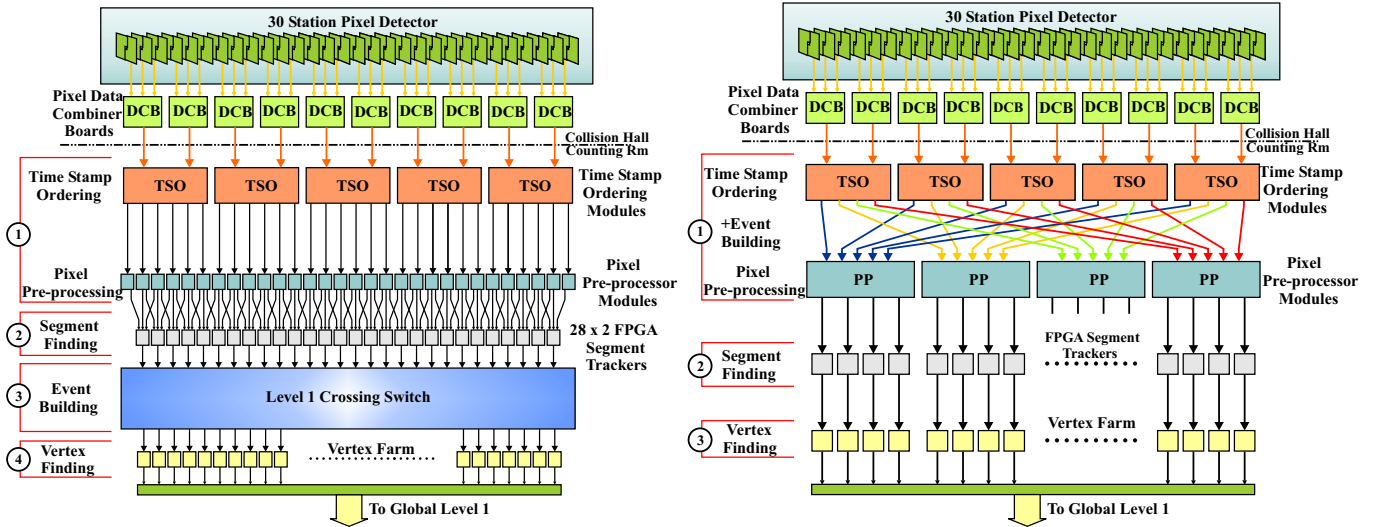 30 Station Pixel Detector
Pixel Data
Combiner
Boards
DCB DCB DCB DCB DCB DCB DCB DCB DCB DCB
Collision Hall
Counting Rm
Time Stamp
Ordering
TSO TSO TSO TSO TSO
Time Stamp
Ordering
Modules
1
Pixel
Pre-processing
Pixel
Pre-processor
Modules
2
Segment
Finding
28 x 2 FPGA
Segment
Trackers
3
Event
Building
Level 1 Crossing Switch
4
Vertex
Finding
Vertex Farm
To Global Level 1
30 Station Pixel Detector
Pixel Data
Combiner
Boards
DCB DCB DCB DCB DCB DCB DCB DCB DCB DCB
Collision Hall
Counting Rm
Time Stamp
Ordering
TSO TSO TSO TSO TSO
Time Stamp
Ordering
Modules
1
+Event
Building
Pixel
Pre-processing
PP PP PP PP
Pixel
Pre-processor
Modules
2
Segment
Finding
FPGA Segment
Trackers
3
Vertex
Finding
Vertex Farm
To Global Level 1